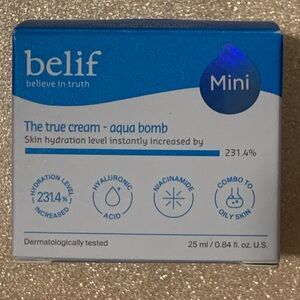 belif
believe in truth
Mini
The true cream - aqua bomb
Skin hydration level instantly increased by
231.4%
HYDRATION LEVEL
231.4%
INCREASED
HYALURONIC
ACID
NIACINAMIDE
COMBO TO
OILY SKIN
Dermatologically tested
25 ml / 0.84 fl. oz. U.S.